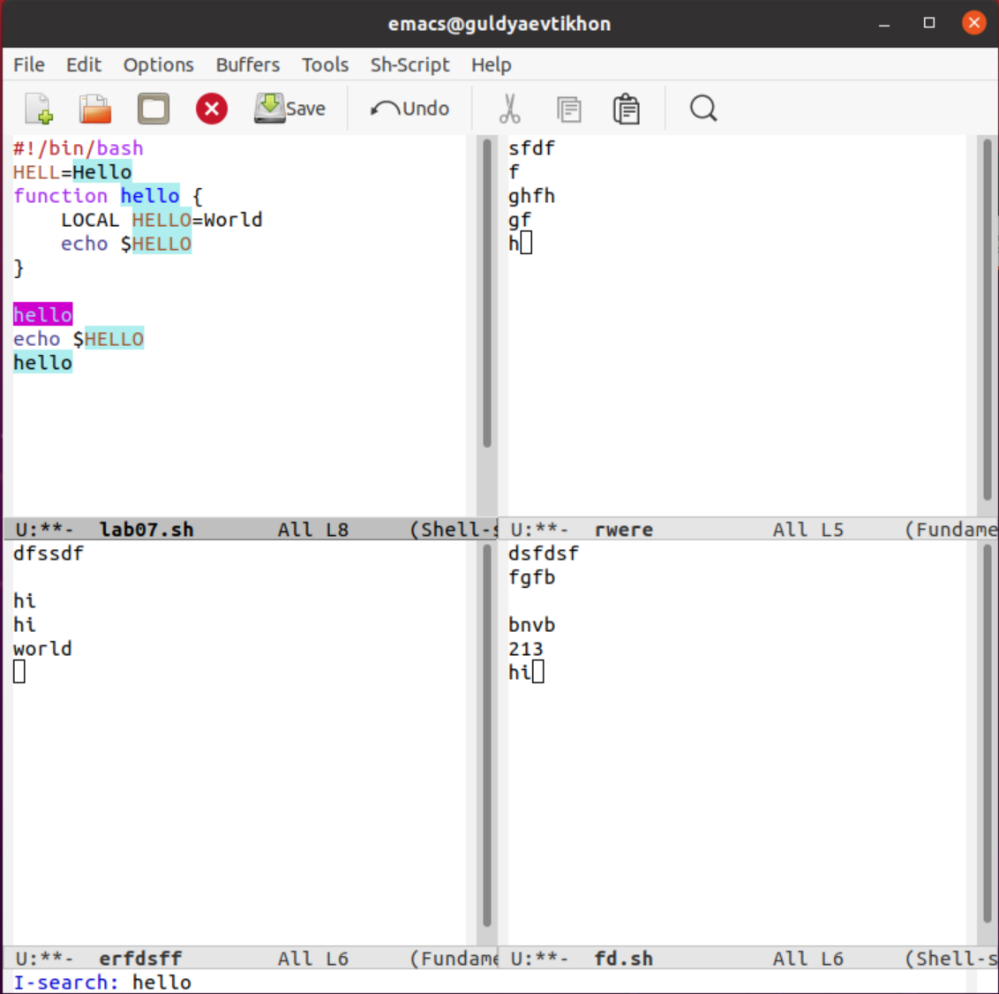 emacs@guldyaevtikhon
File Edit Options Buffers Tools Sh-Script Help
Save Undo
#!/bin/bash
HELL=Hello
function hello {
    LOCAL HELLO=World
    echo $HELLO
}
hello
echo $HELLO
hello
U:**- lab07.sh All L8 (Shell-s
sfdf
f
ghfh
gf
h
U:**- rwere All L5 (Fundame
dfssdf
hi
hi
world
U:**- erfdsff All L6 (Fundame
dsfdsf
fgfb
bnvb
213
hi
U:**- fd.sh All L6 (Shell-s
I-search: hello